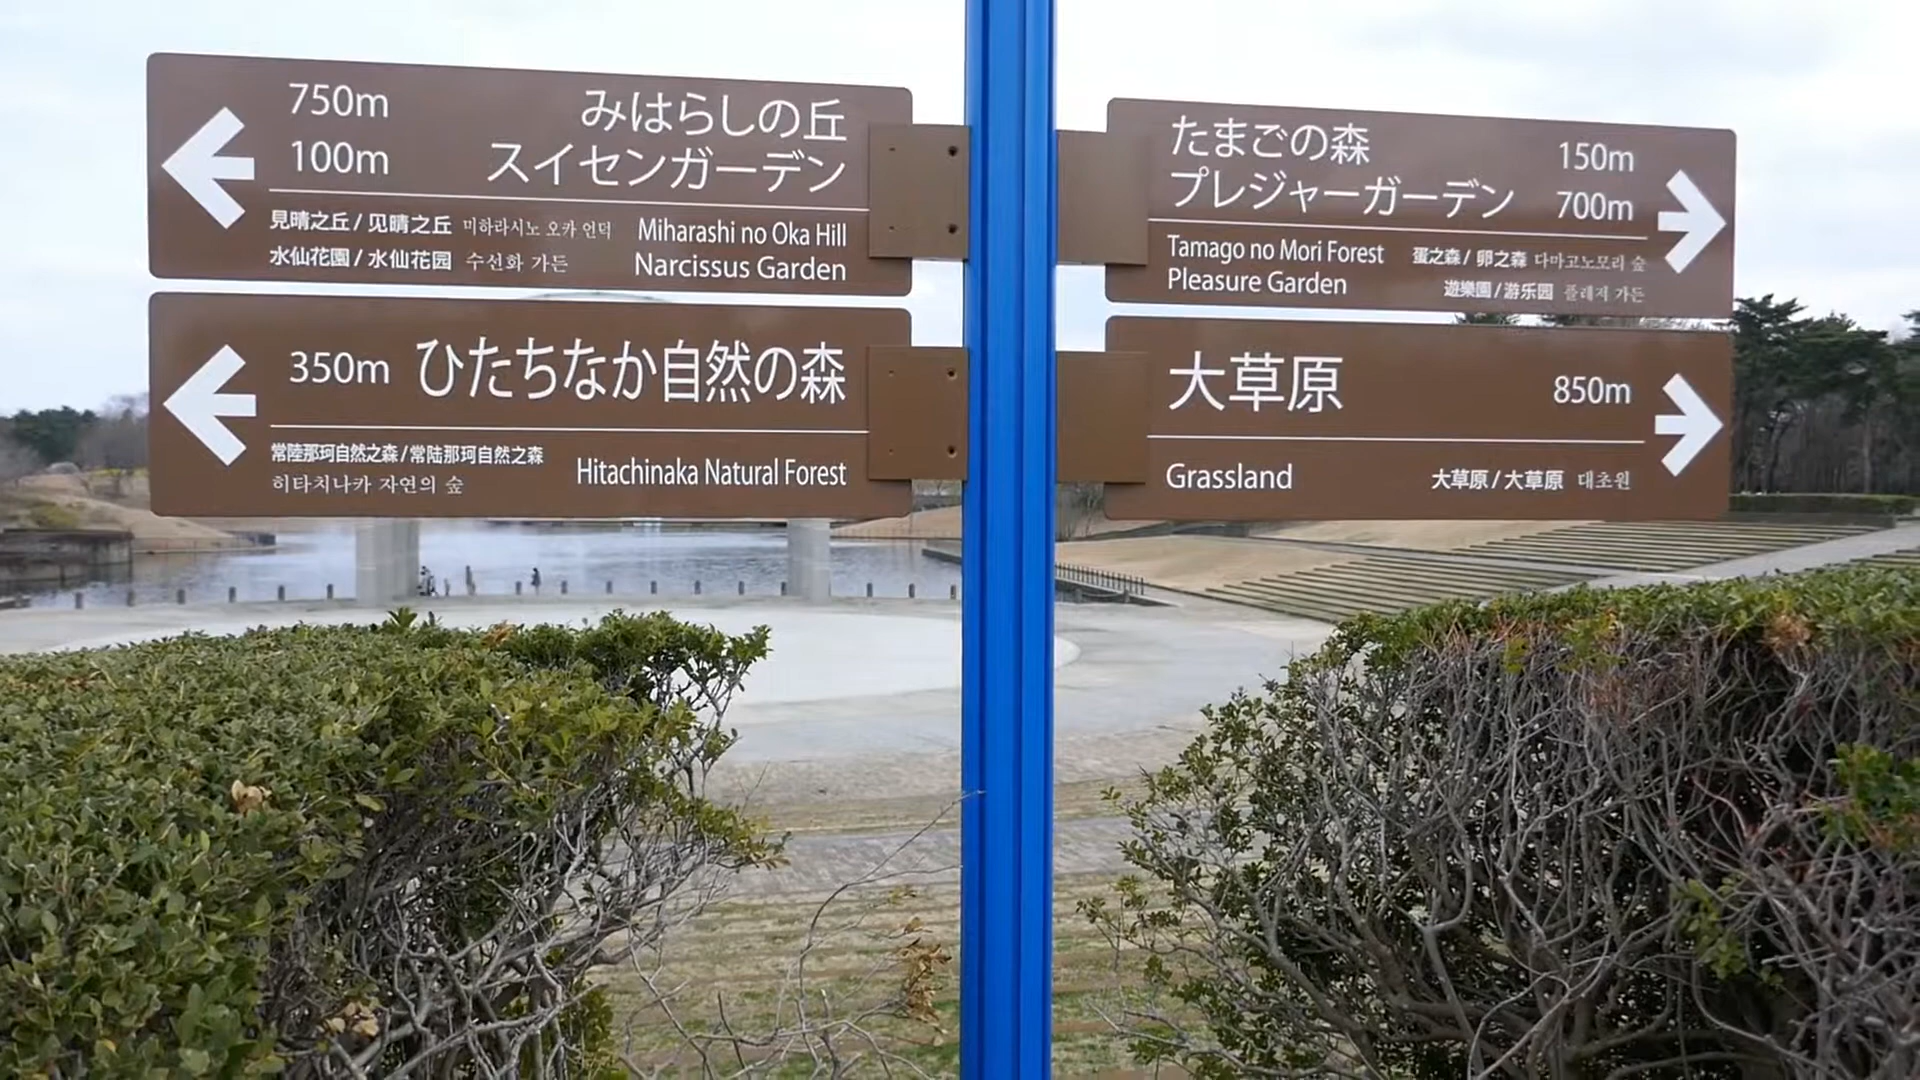 750m みはらしの丘
100m スイセンガーデン
見晴之丘 / 见晴之丘 미하라시노 오카 언덕 Miharashi no Oka Hill
水仙花園 / 水仙花园 수선화 가든 Narcissus Garden
350m ひたちなか自然の森
常陸那珂自然之森 / 常陆那珂自然之森
히타치나카 자연의 숲 Hitachinaka Natural Forest
たまごの森 150m
プレジャーガーデン 700m
Tamago no Mori Forest 蛋之森 / 卵之森 다마고노모리 숲
Pleasure Garden 遊樂園 / 游乐园 플레저 가든
大草原 850m
Grassland 大草原 / 大草原 대초원